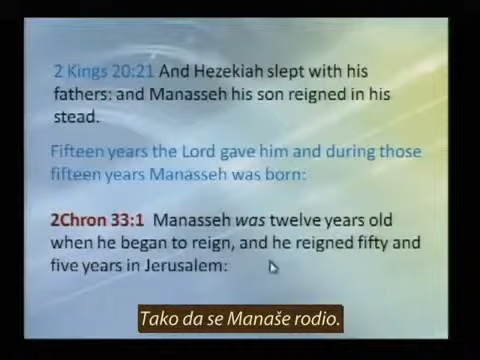 2 Kings 20:21 And Hezekiah slept with his
fathers: and Manasseh his son reigned in his
stead.
Fifteen years the Lord gave him and during those
fifteen years Manasseh was born:
2Chron 33:1 Manasseh was twelve years old
when he began to reign, and he reigned fifty and
five years in Jerusalem:
Tako da se Manaše rodio.